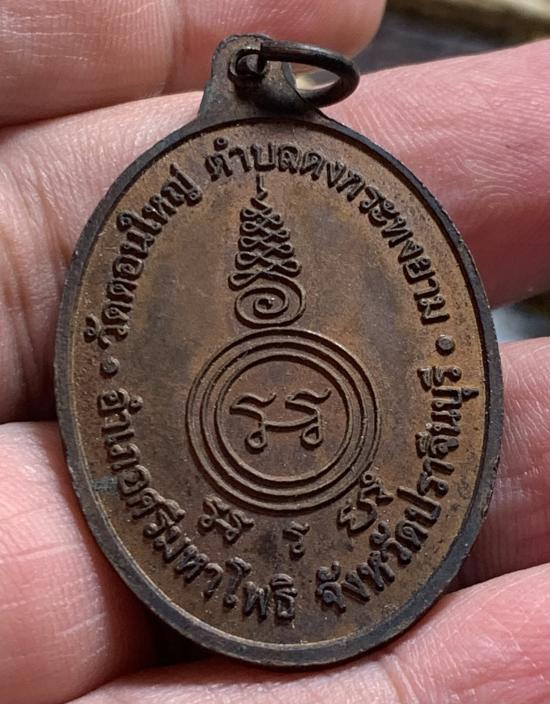 วัดดอนใหญ่ ตำบลดงกระทงยาม
อำเภอศรีมหาโพธิ จังหวัดปราจีนบุรี